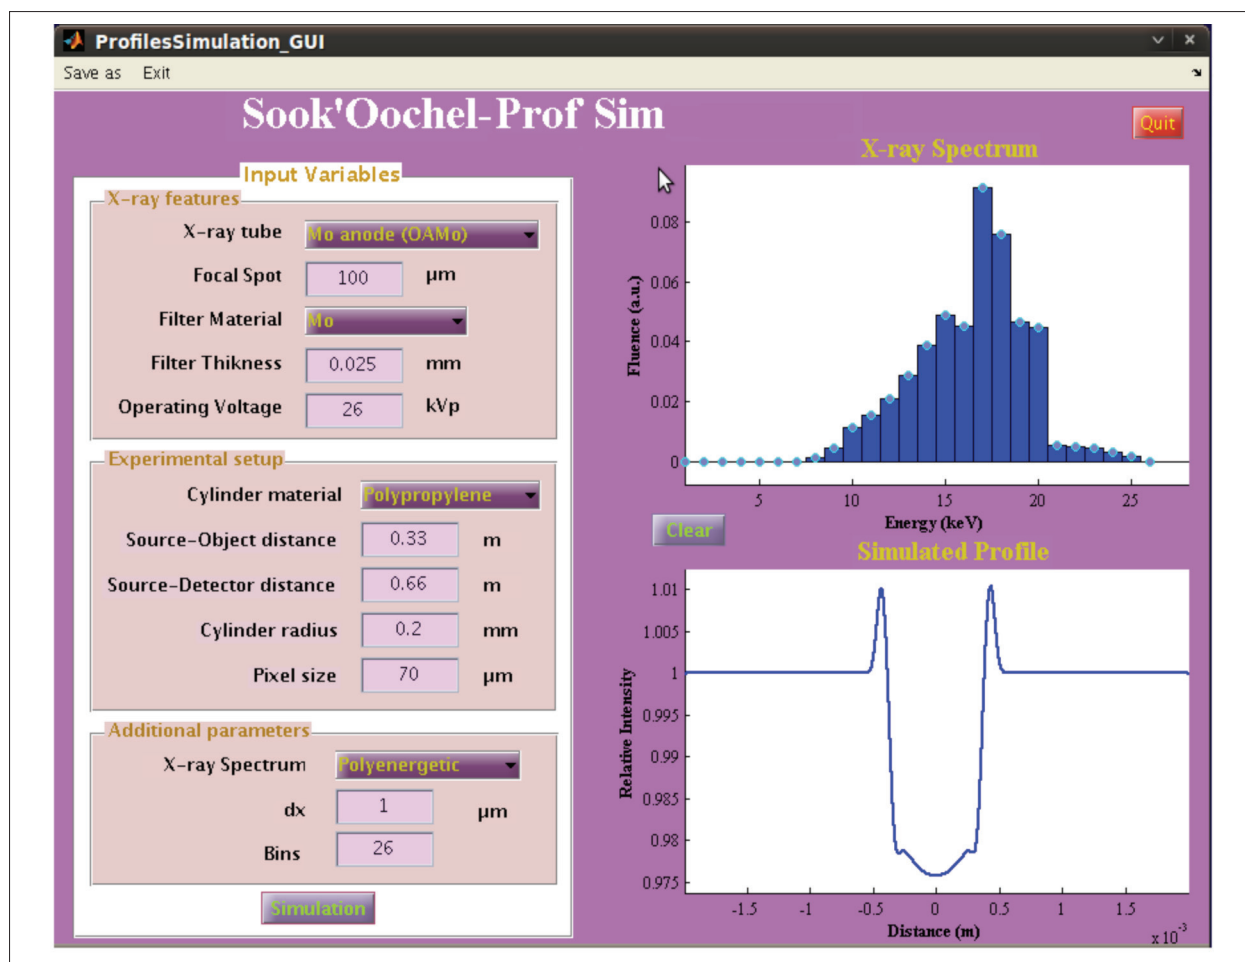 ProfilesSimulation_GUI
Save as Exit
Sook'Oochel-Prof Sim
Quit
Input Variables
X-ray features
X-ray tube Mo anode (OAMo)
Focal Spot 100 μm
Filter Material Mo
Filter Thikness 0.025 mm
Operating Voltage 26 kVp
Experimental setup
Cylinder material Polypropylene
Source-Object distance 0.33 m
Source-Detector distance 0.66 m
Cylinder radius 0.2 mm
Pixel size 70 μm
Additional parameters
X-ray Spectrum Polyenergetic
dx 1 μm
Bins 26
Simulation
X-ray Spectrum
Fluence (a.u.)
0.08
0.06
0.04
0.02
0
5 10 15 20 25
Energy (keV)
Clear
Simulated Profile
Relative Intensity
1.01
1.005
1
0.995
0.99
0.985
0.98
0.975
-1.5 -1 -0.5 0 0.5 1 1.5
Distance (m)
x 10-3